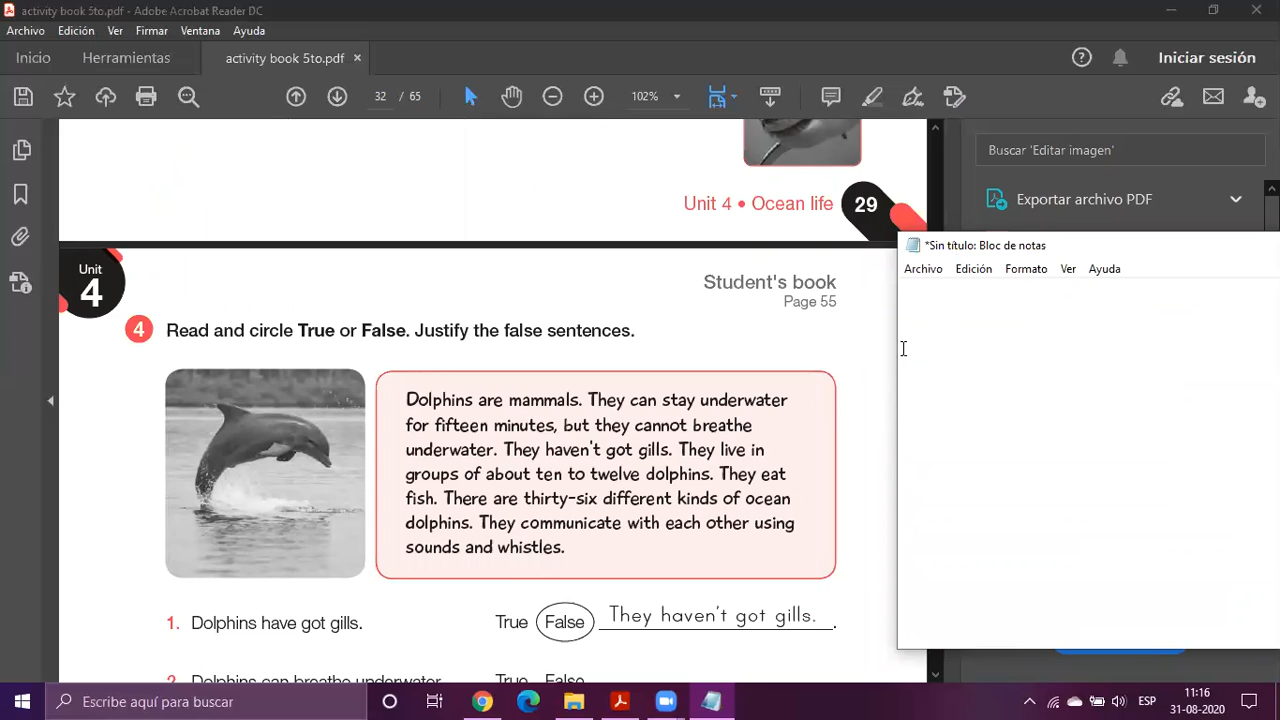 activity book 5to.pdf - Adobe Acrobat Reader DC
Archivo Edición Ver Firmar Ventana Ayuda
Inicio Herramientas activity book 5to.pdf × Iniciar sesión
32 / 65 102%
Buscar 'Editar imagen'
Exportar archivo PDF
Unit 4 • Ocean life 29
*Sin título: Bloc de notas
Archivo Edición Formato Ver Ayuda
Unit
4
Student's book
Page 55
4 Read and circle True or False. Justify the false sentences.
Dolphins are mammals. They can stay underwater
for fifteen minutes, but they cannot breathe
underwater. They haven't got gills. They live in
groups of about ten to twelve dolphins. They eat
fish. There are thirty-six different kinds of ocean
dolphins. They communicate with each other using
sounds and whistles.
1. Dolphins have got gills. True False They haven't got gills.
2. Dolphins can breathe underwater. True False
Escribe aquí para buscar
ESP
11:16
31-08-2020